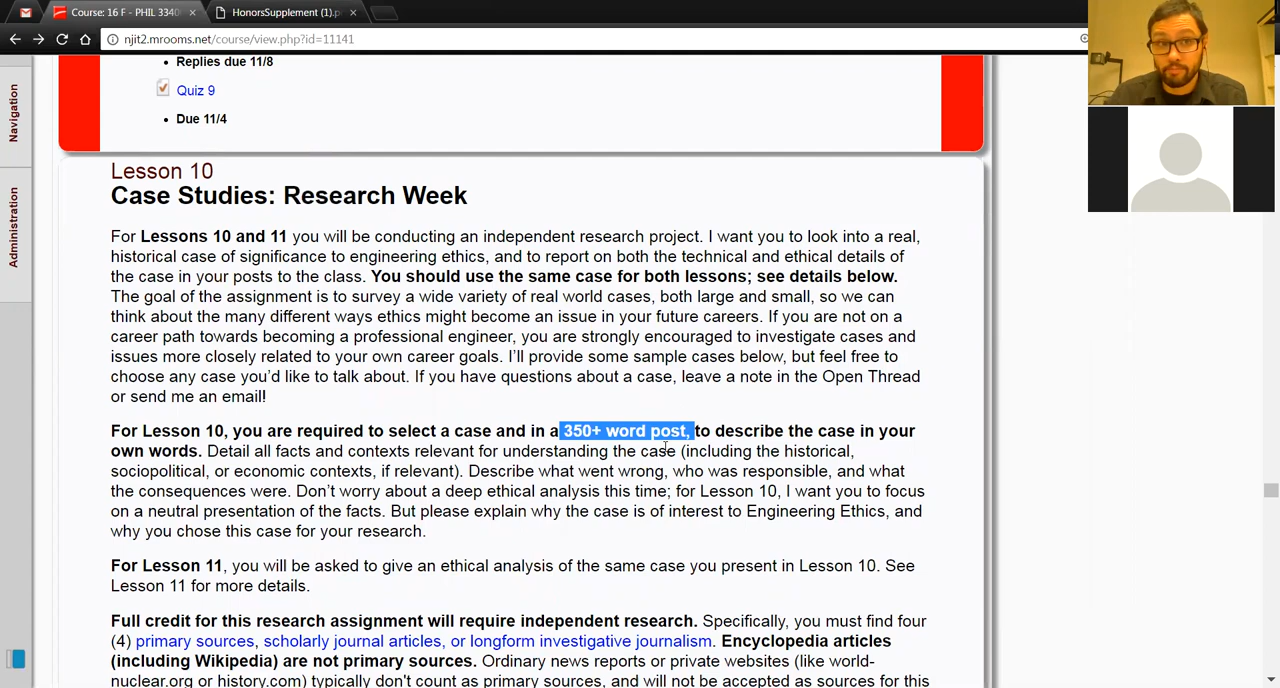 Course: 16 F - PHIL 3340
HonorsSupplement (1).p
njit2.mrooms.net/course/view.php?id=11141
Navigation
Administration
Replies due 11/8
Quiz 9
Due 11/4
Lesson 10
Case Studies: Research Week
For Lessons 10 and 11 you will be conducting an independent research project. I want you to look into a real,
historical case of significance to engineering ethics, and to report on both the technical and ethical details of
the case in your posts to the class. You should use the same case for both lessons; see details below.
The goal of the assignment is to survey a wide variety of real world cases, both large and small, so we can
think about the many different ways ethics might become an issue in your future careers. If you are not on a
career path towards becoming a professional engineer, you are strongly encouraged to investigate cases and
issues more closely related to your own career goals. I'll provide some sample cases below, but feel free to
choose any case you'd like to talk about. If you have questions about a case, leave a note in the Open Thread
or send me an email!
For Lesson 10, you are required to select a case and in a 350+ word post, to describe the case in your
own words. Detail all facts and contexts relevant for understanding the case (including the historical,
sociopolitical, or economic contexts, if relevant). Describe what went wrong, who was responsible, and what
the consequences were. Don't worry about a deep ethical analysis this time; for Lesson 10, I want you to focus
on a neutral presentation of the facts. But please explain why the case is of interest to Engineering Ethics, and
why you chose this case for your research.
For Lesson 11, you will be asked to give an ethical analysis of the same case you present in Lesson 10. See
Lesson 11 for more details.
Full credit for this research assignment will require independent research. Specifically, you must find four
(4) primary sources, scholarly journal articles, or longform investigative journalism. Encyclopedia articles
(including Wikipedia) are not primary sources. Ordinary news reports or private websites (like world-
nuclear.org or history.com) typically don't count as primary sources, and will not be accepted as sources for this